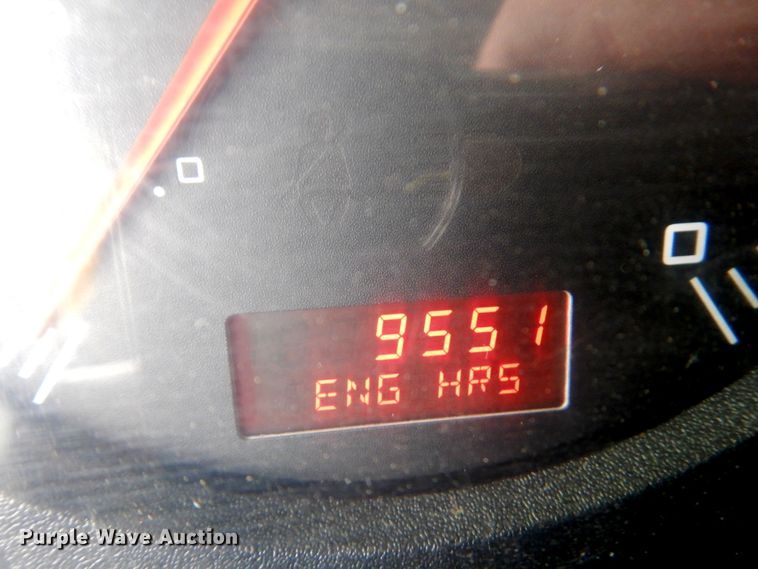 0
0
9551
ENG HRS
Purple Wave Auction